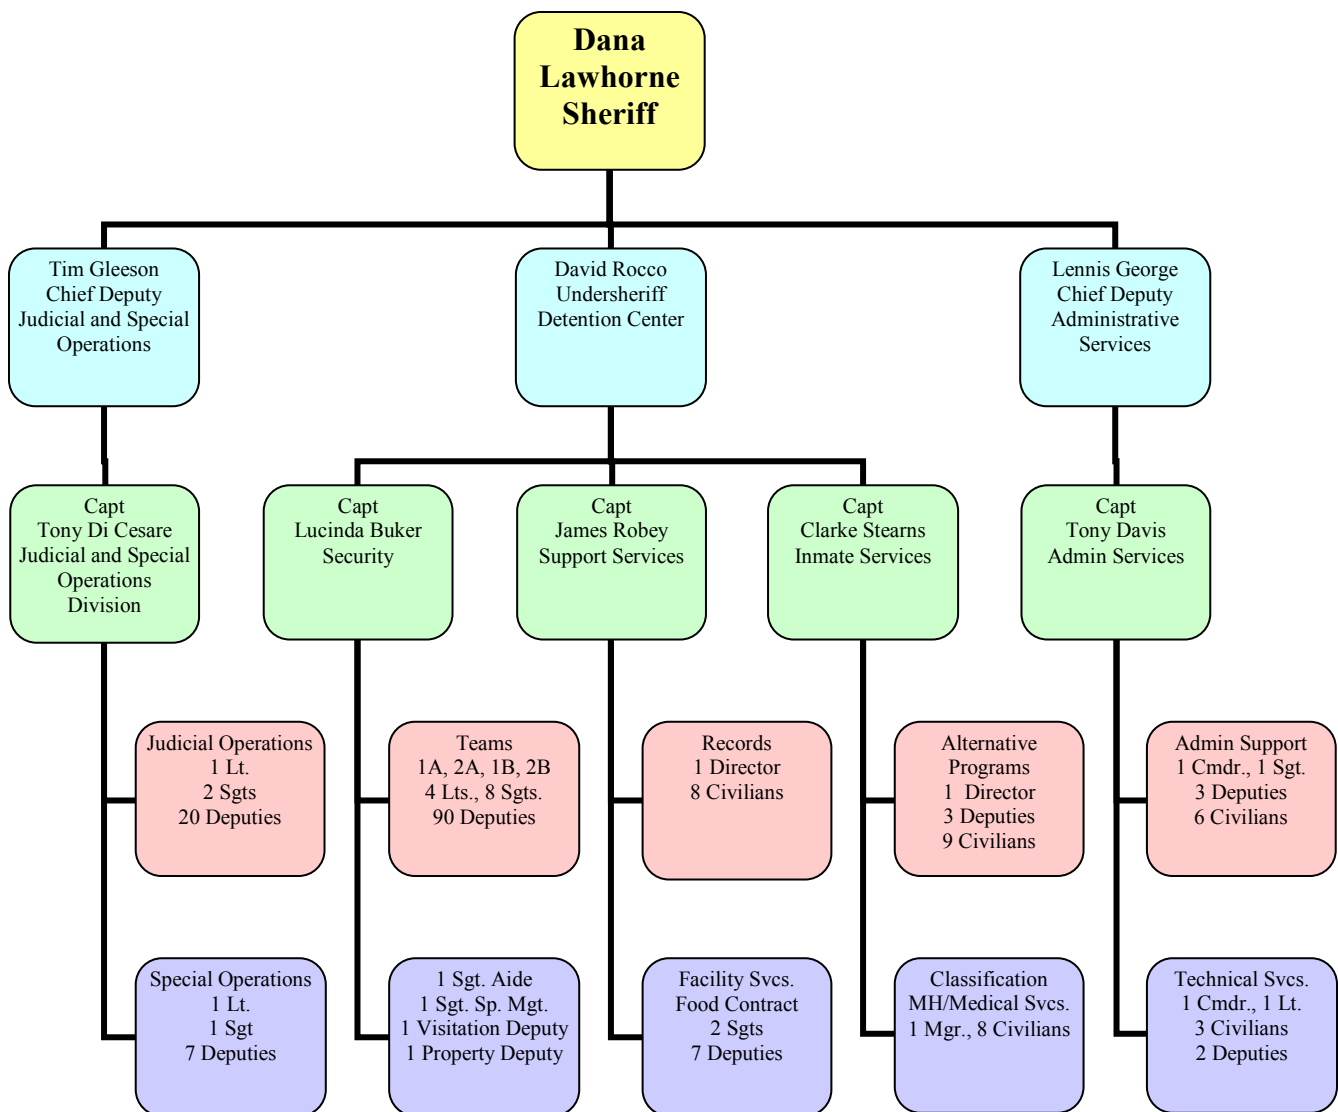 Dana
Lawhorne
Sheriff
Tim Gleeson
Chief Deputy
Judicial and Special
Operations
David Rocco
Undersheriff
Detention Center
Lennis George
Chief Deputy
Administrative
Services
Capt
Tony Di Cesare
Judicial and Special
Operations
Division
Capt
Lucinda Buker
Security
Capt
James Robey
Support Services
Capt
Clarke Stearns
Inmate Services
Capt
Tony Davis
Admin Services
Judicial Operations
1 Lt.
2 Sgts
20 Deputies
Teams
1A, 2A, 1B, 2B
4 Lts., 8 Sgts.
90 Deputies
Records
1 Director
8 Civilians
Alternative
Programs
1 Director
3 Deputies
9 Civilians
Admin Support
1 Cmdr., 1 Sgt.
3 Deputies
6 Civilians
Special Operations
1 Lt.
1 Sgt
7 Deputies
1 Sgt. Aide
1 Sgt. Sp. Mgt.
1 Visitation Deputy
1 Property Deputy
Facility Svcs.
Food Contract
2 Sgts
7 Deputies
Classification
MH/Medical Svcs.
1 Mgr., 8 Civilians
Technical Svcs.
1 Cmdr., 1 Lt.
3 Civilians
2 Deputies